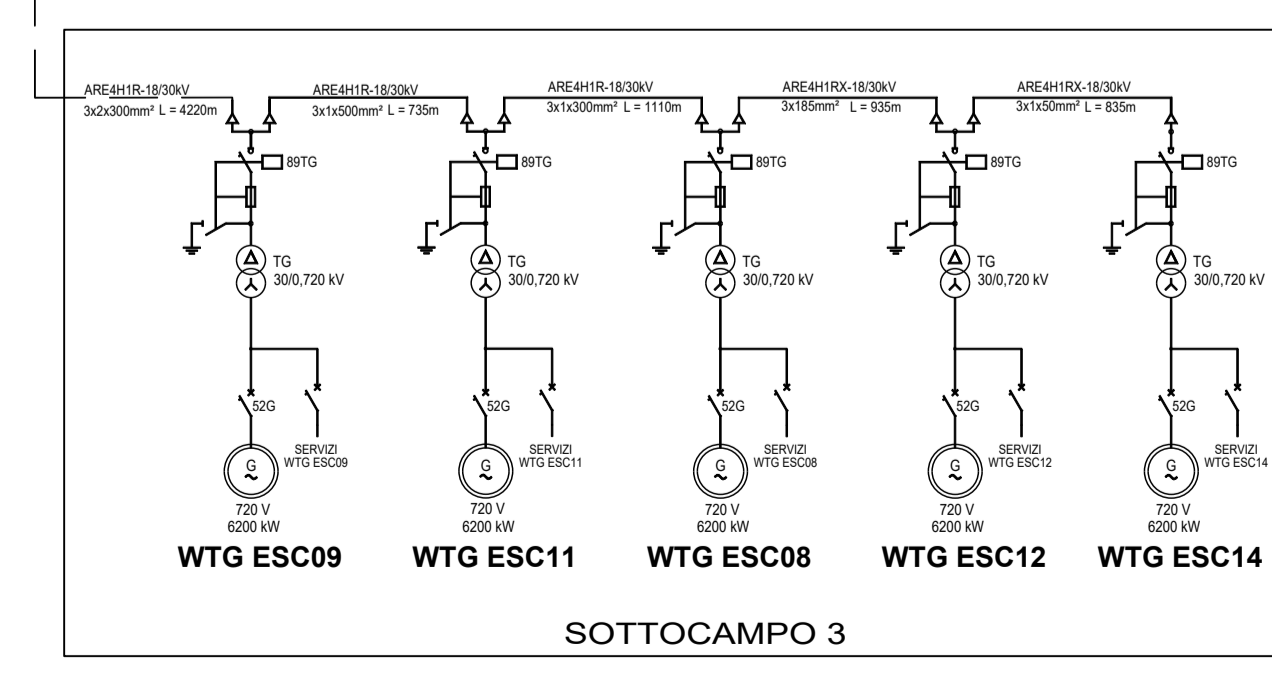 ARE4H1R-18/30kV
3x2x300mm² L = 4220m
ARE4H1R-18/30kV
3x1x500mm² L = 735m
ARE4H1R-18/30kV
3x1x300mm² L = 1110m
ARE4H1RX-18/30kV
3x185mm² L = 935m
ARE4H1RX-18/30kV
3x1x50mm² L = 835m
89TG
89TG
89TG
89TG
89TG
TG
30/0,720 kV
TG
30/0,720 kV
TG
30/0,720 kV
TG
30/0,720 kV
TG
30/0,720 kV
52G
52G
52G
52G
52G
SERVIZI
WTG ESC09
SERVIZI
WTG ESC11
SERVIZI
WTG ESC08
SERVIZI
WTG ESC12
SERVIZI
WTG ESC14
G
G
G
G
G
720 V
6200 kW
720 V
6200 kW
720 V
6200 kW
720 V
6200 kW
720 V
6200 kW
WTG ESC09
WTG ESC11
WTG ESC08
WTG ESC12
WTG ESC14
SOTTOCAMPO 3